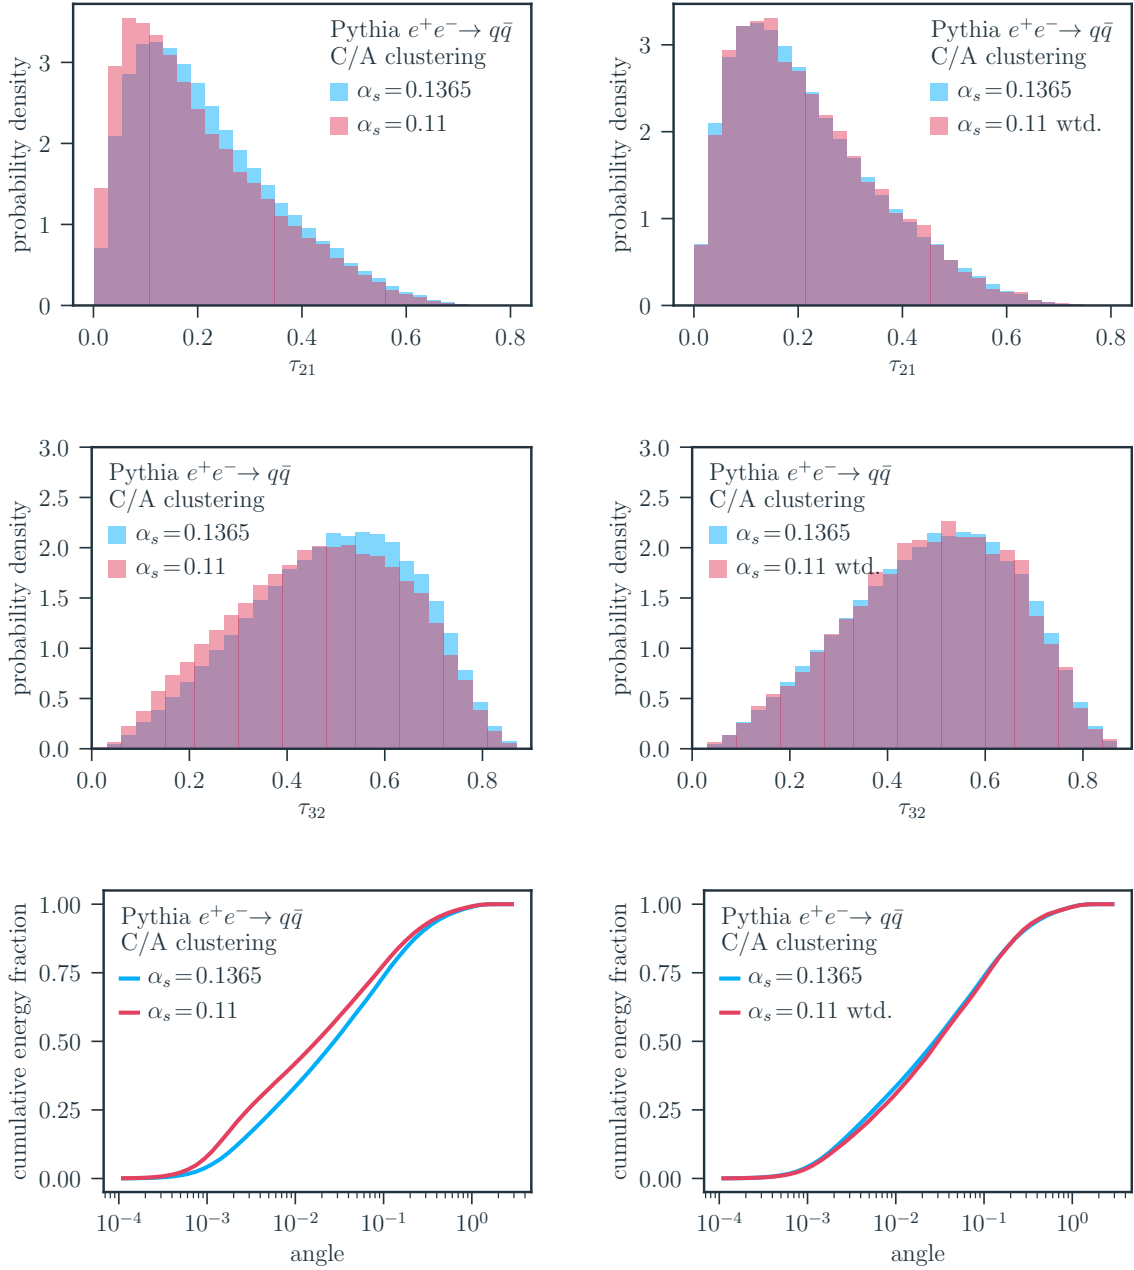 Pythia e⁺e⁻ → qq̄
C/A clustering
αₛ = 0.1365
αₛ = 0.11
probability density
3
2
1
0
0.0 0.2 0.4 0.6 0.8
τ₂₁
Pythia e⁺e⁻ → qq̄
C/A clustering
αₛ = 0.1365
αₛ = 0.11 wtd.
probability density
3
2
1
0
0.0 0.2 0.4 0.6 0.8
τ₂₁
Pythia e⁺e⁻ → qq̄
C/A clustering
αₛ = 0.1365
αₛ = 0.11
probability density
3.0
2.5
2.0
1.5
1.0
0.5
0.0
0.0 0.2 0.4 0.6 0.8
τ₃₂
Pythia e⁺e⁻ → qq̄
C/A clustering
αₛ = 0.1365
αₛ = 0.11 wtd.
probability density
3.0
2.5
2.0
1.5
1.0
0.5
0.0
0.0 0.2 0.4 0.6 0.8
τ₃₂
Pythia e⁺e⁻ → qq̄
C/A clustering
αₛ = 0.1365
αₛ = 0.11
cumulative energy fraction
1.00
0.75
0.50
0.25
0.00
10⁻⁴ 10⁻³ 10⁻² 10⁻¹ 10⁰
angle
Pythia e⁺e⁻ → qq̄
C/A clustering
αₛ = 0.1365
αₛ = 0.11 wtd.
cumulative energy fraction
1.00
0.75
0.50
0.25
0.00
10⁻⁴ 10⁻³ 10⁻² 10⁻¹ 10⁰
angle